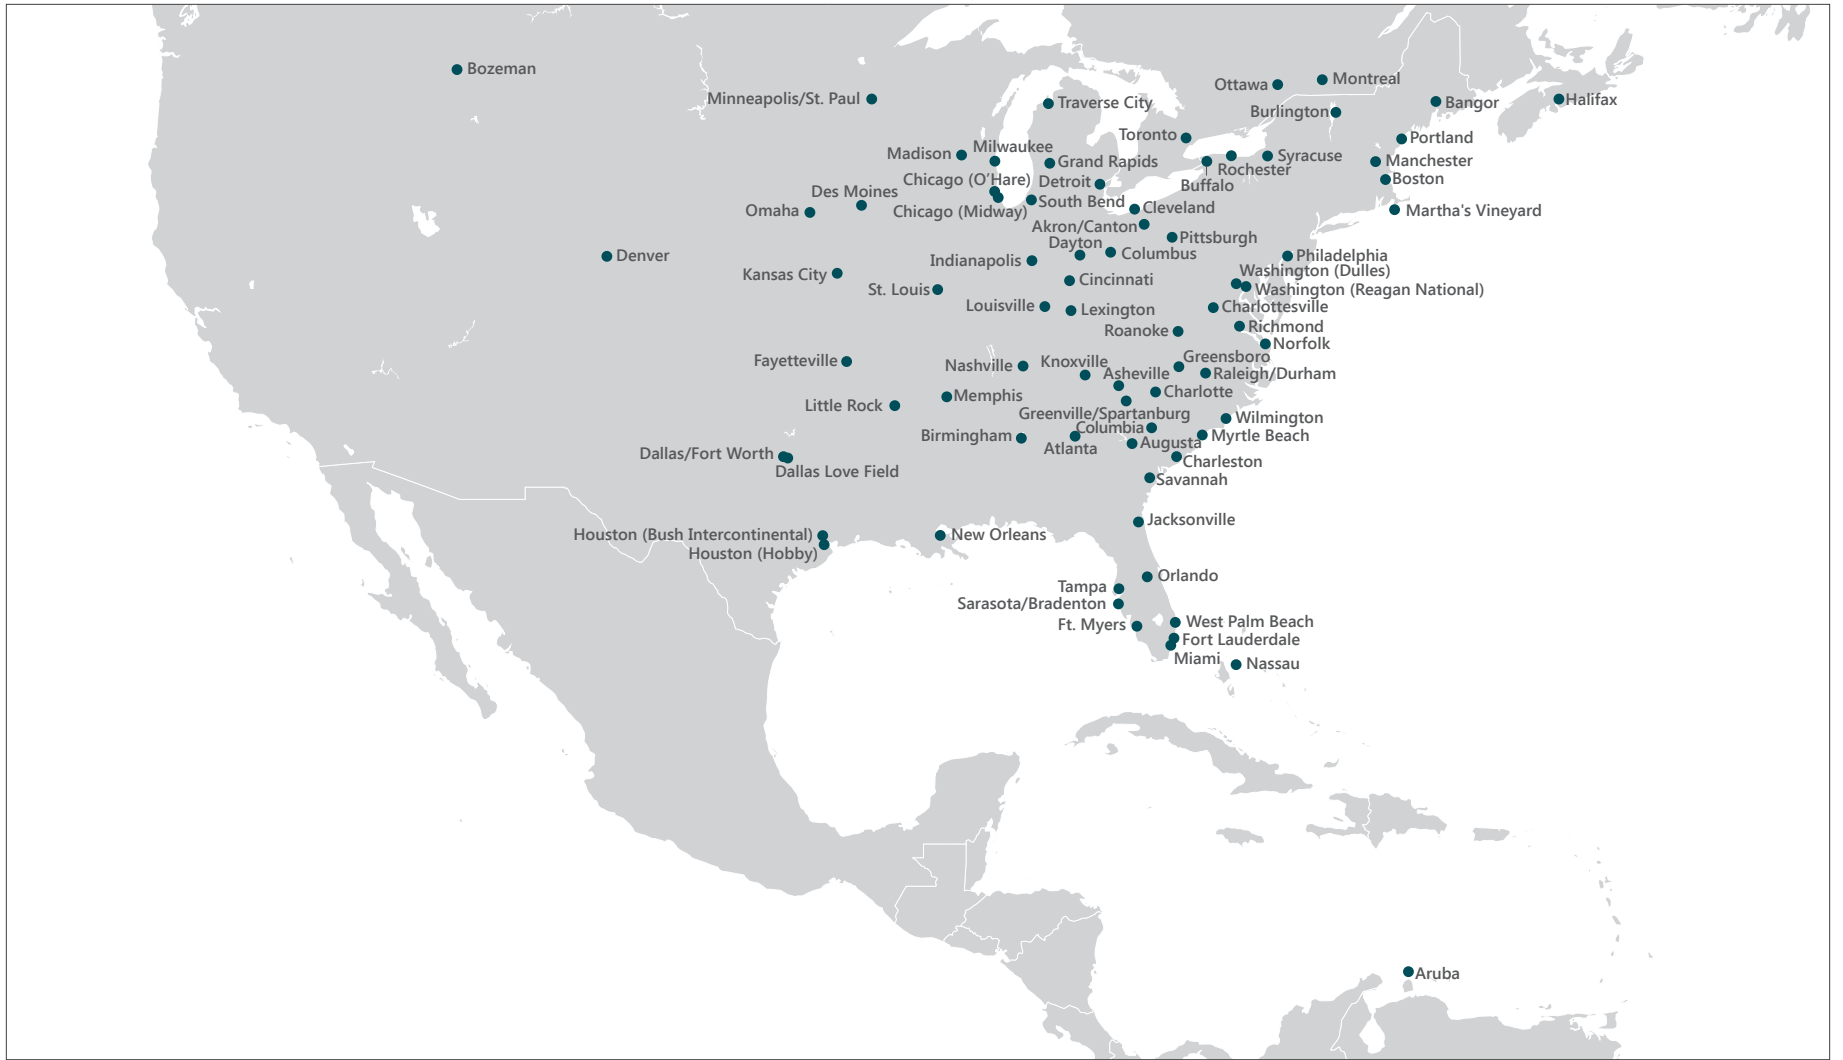 Bozeman
Montreal
Ottawa
Minneapolis/St. Paul
Traverse City
Bangor
Halifax
Burlington
Toronto
Portland
Milwaukee
Madison
Grand Rapids
Syracuse
Manchester
Rochester
Chicago (O'Hare)
Detroit
Buffalo
Boston
Des Moines
South Bend
Omaha
Chicago (Midway)
Cleveland
Martha's Vineyard
Akron/Canton
Pittsburgh
Dayton
Columbus
Denver
Philadelphia
Indianapolis
Washington (Dulles)
Kansas City
Cincinnati
St. Louis
Washington (Reagan National)
Louisville
Lexington
Charlottesville
Roanoke
Richmond
Norfolk
Greensboro
Fayetteville
Nashville
Knoxville
Asheville
Raleigh/Durham
Memphis
Charlotte
Little Rock
Greenville/Spartanburg
Wilmington
Columbia
Birmingham
Myrtle Beach
Atlanta
Augusta
Dallas/Fort Worth
Charleston
Dallas Love Field
Savannah
Jacksonville
Houston (Bush Intercontinental)
New Orleans
Houston (Hobby)
Orlando
Tampa
Sarasota/Bradenton
West Palm Beach
Ft. Myers
Fort Lauderdale
Miami
Nassau
Aruba